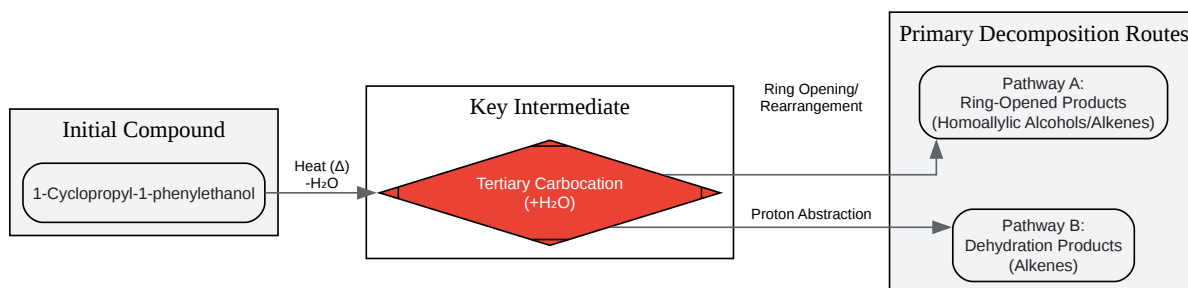 Initial Compound
1-Cyclopropyl-1-phenylethanol
Heat (Δ)
-H₂O
Key Intermediate
Tertiary Carbocation
(+H₂O)
Ring Opening/
Rearrangement
Proton Abstraction
Primary Decomposition Routes
Pathway A:
Ring-Opened Products
(Homoallylic Alcohols/Alkenes)
Pathway B:
Dehydration Products
(Alkenes)